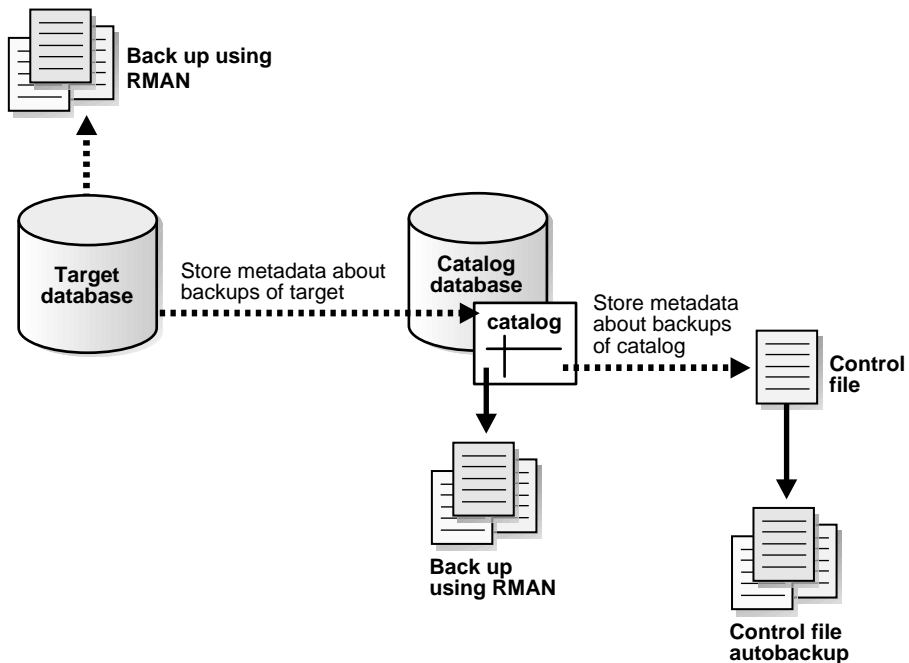 Back up using
RMAN
Target
database
Store metadata about
backups of target
Catalog
database
catalog
Store metadata
about backups
of catalog
Control
file
Back up
using RMAN
Control file
autobackup